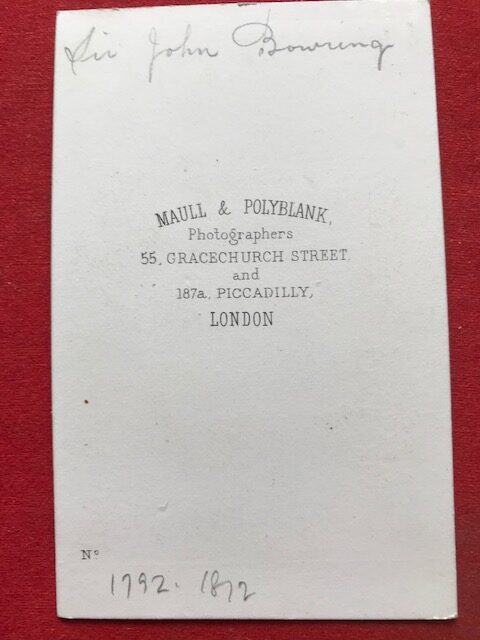 Sir John Bowring
MAULL & POLYBLANK,
Photographers
55, GRACECHURCH STREET,
and
187a, PICCADILLY,
LONDON
Nº
1792. 1872